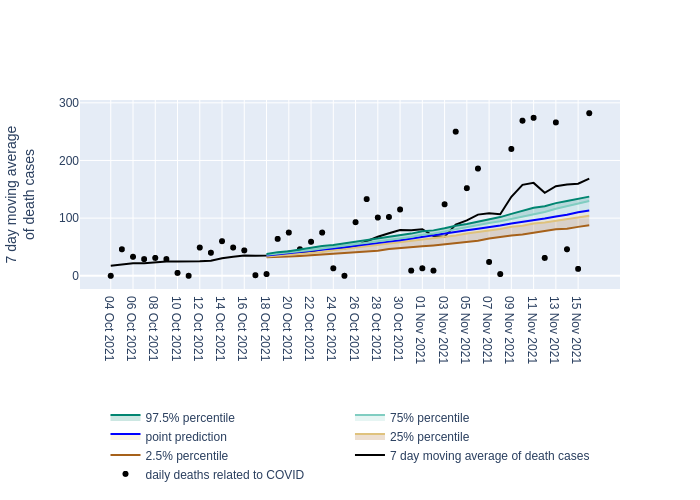 7 day moving average
of death cases
300
200
100
0
04 Oct 2021
06 Oct 2021
08 Oct 2021
10 Oct 2021
12 Oct 2021
14 Oct 2021
16 Oct 2021
18 Oct 2021
20 Oct 2021
22 Oct 2021
24 Oct 2021
26 Oct 2021
28 Oct 2021
30 Oct 2021
01 Nov 2021
03 Nov 2021
05 Nov 2021
07 Nov 2021
09 Nov 2021
11 Nov 2021
13 Nov 2021
15 Nov 2021
97.5% percentile
75% percentile
point prediction
25% percentile
2.5% percentile
7 day moving average of death cases
daily deaths related to COVID